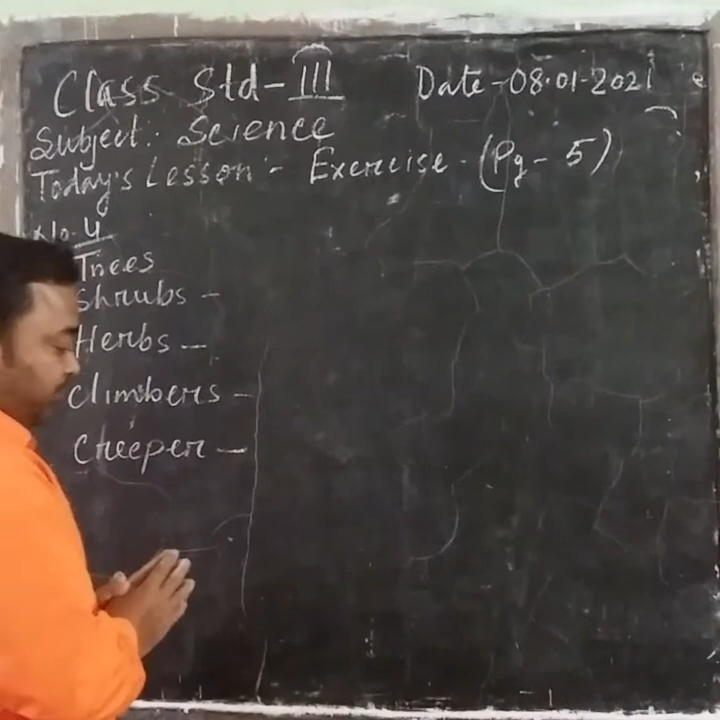 Class Std-III Date-08.01.2021
Subject: Science
Today's Lesson:- Exercise - (Pg - 5)
No. 4
Trees
Shrubs -
Herbs -
Climbers -
Creeper -